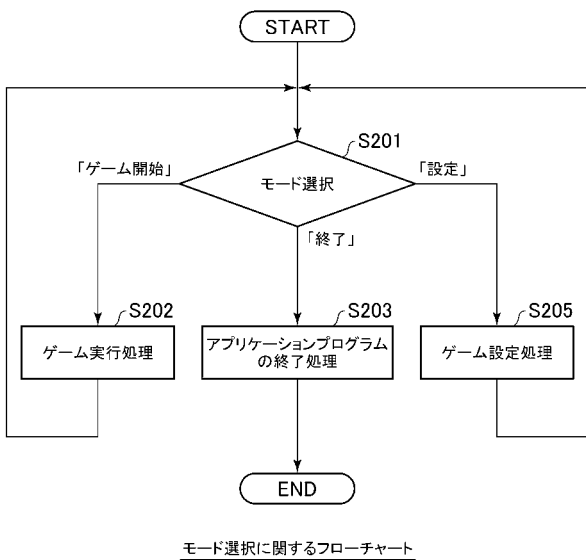 START
S201
「ゲーム開始」
モード選択
「設定」
「終了」
S202
S203
S205
ゲーム実行処理
アプリケーションプログラム
の終了処理
ゲーム設定処理
END
モード選択に関するフローチャート